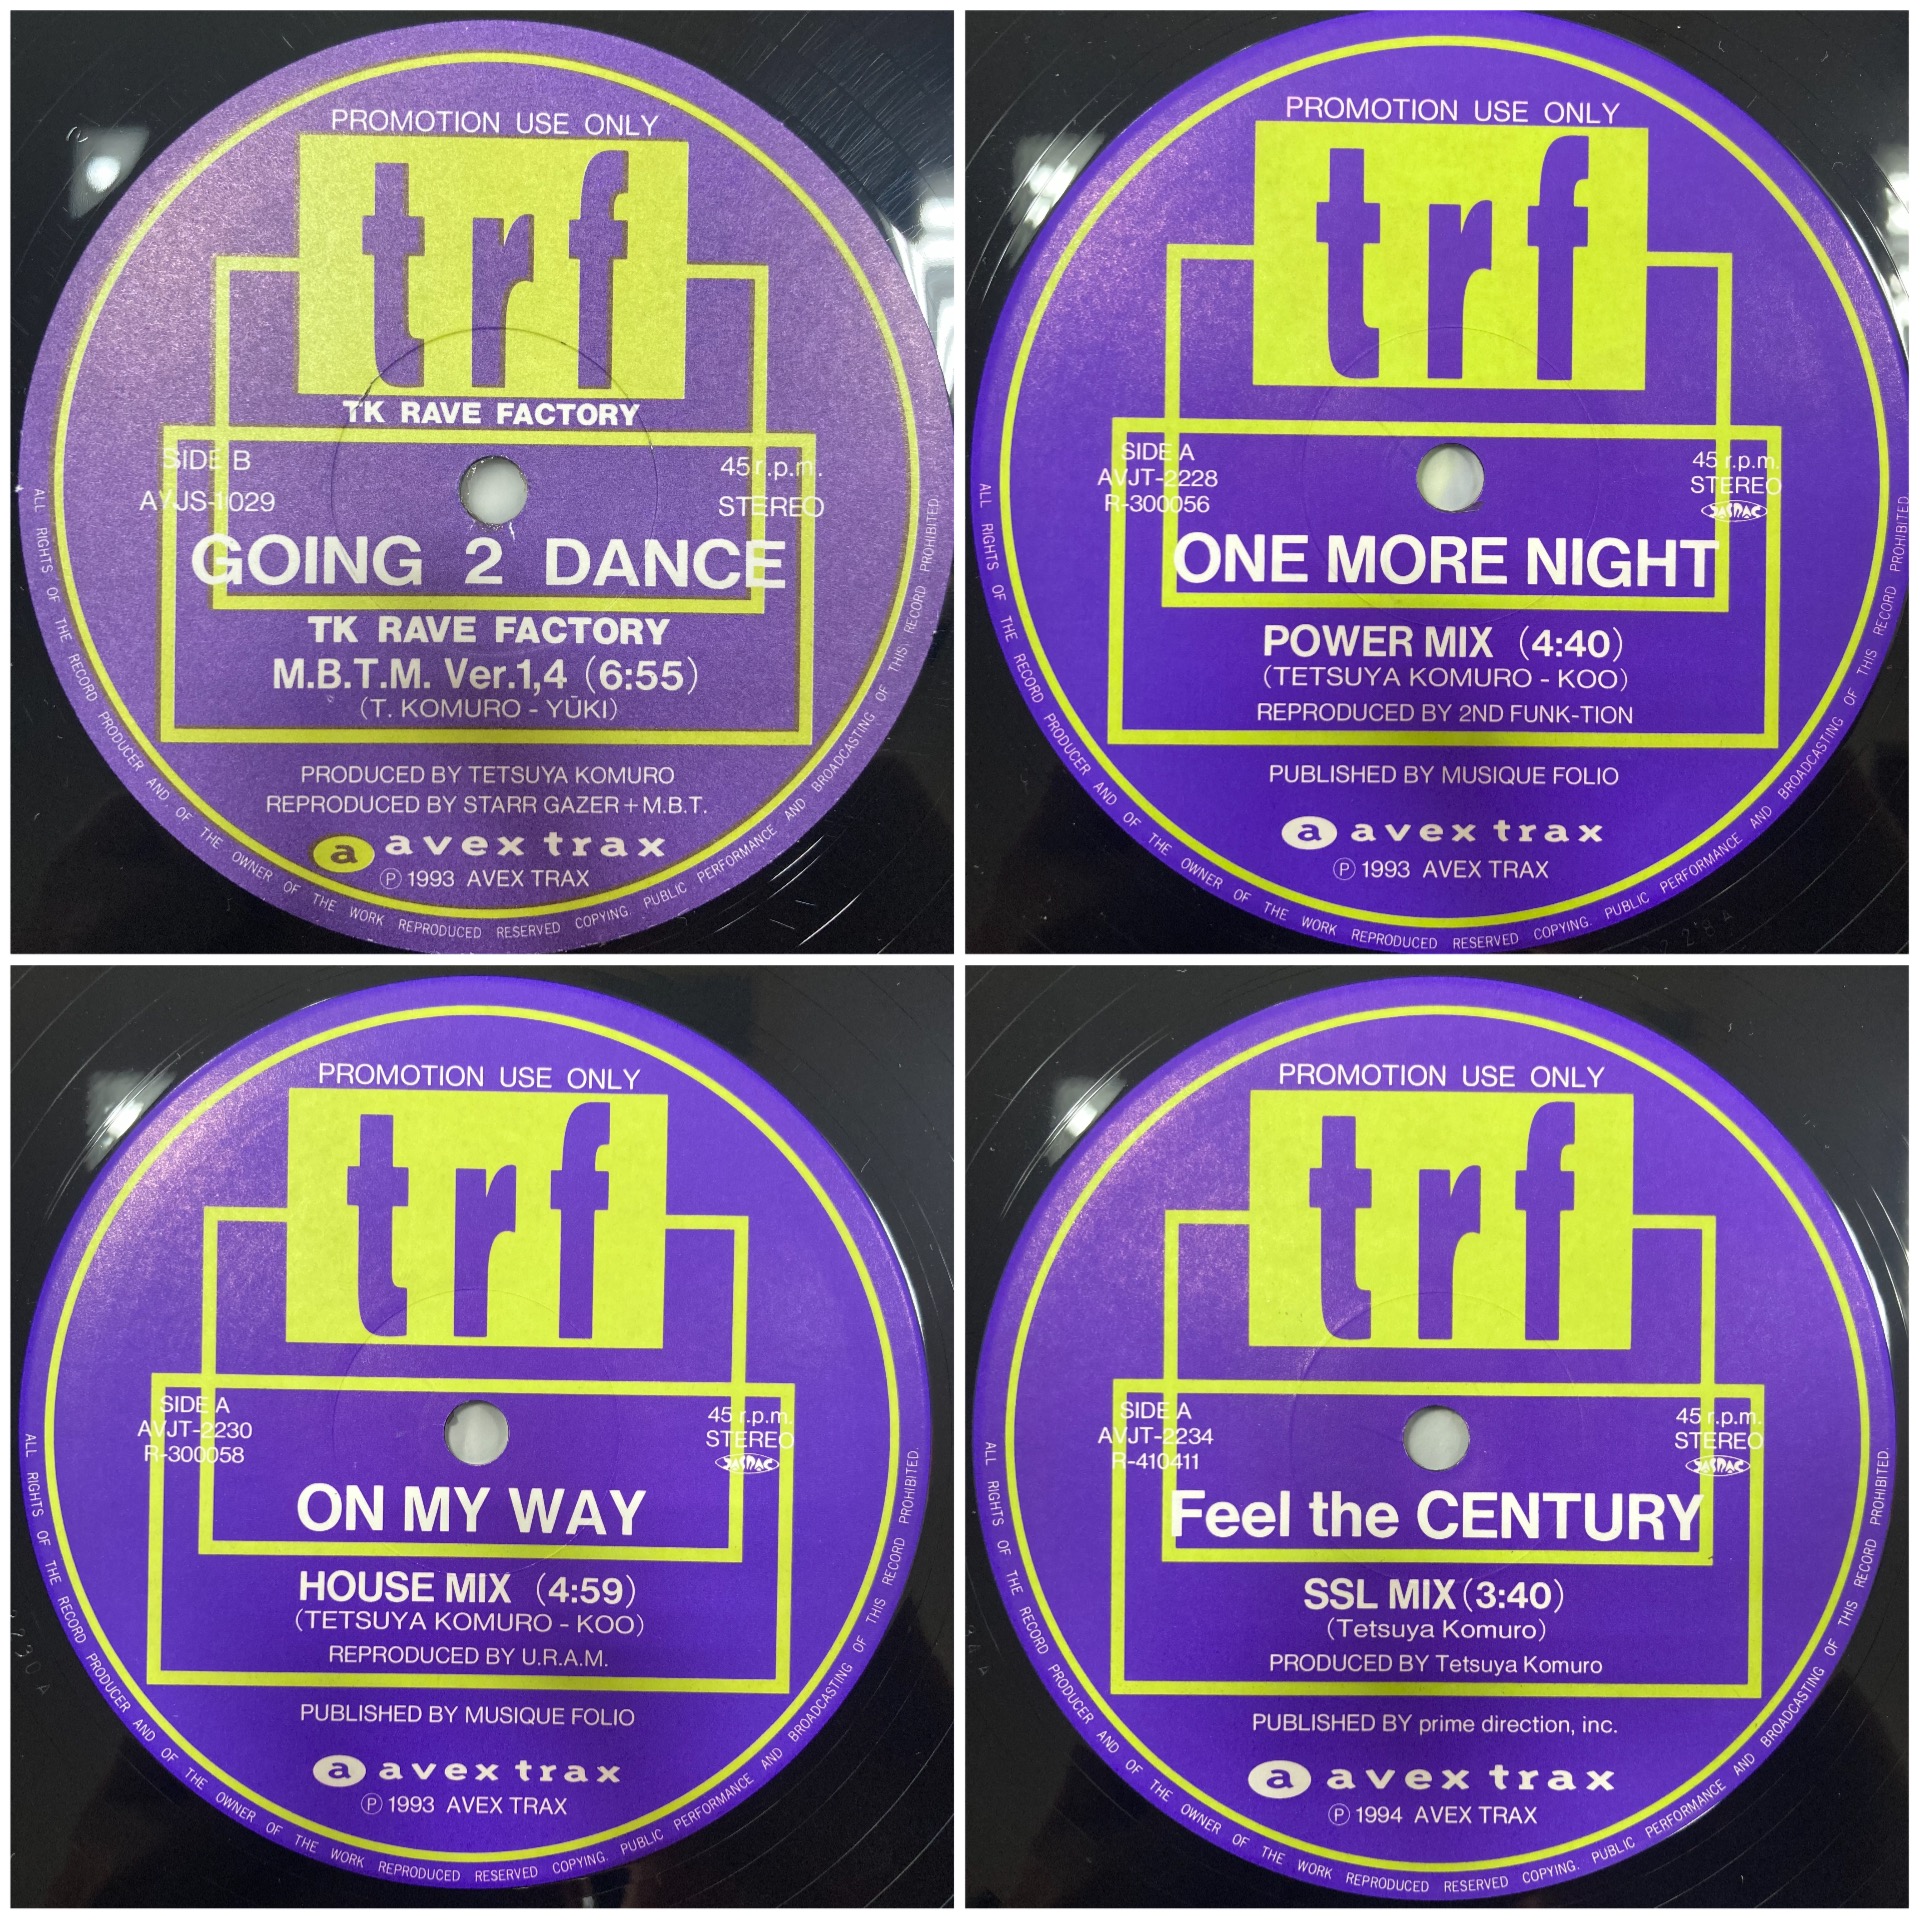 PROMOTION USE ONLY
trf
TK RAVE FACTORY
SIDE B
AVJS-1029
45 r.p.m.
STEREO
GOING 2 DANCE
TK RAVE FACTORY
M.B.T.M. Ver.1,4 (6:55)
(T. KOMURO - YŪKI)
PRODUCED BY TETSUYA KOMURO
REPRODUCED BY STARR GAZER + M.B.T.
a avex trax
Ⓟ 1993 AVEX TRAX
ALL RIGHTS OF THE RECORD PRODUCER AND OF THE OWNER OF THE WORK REPRODUCED RESERVED COPYING. PUBLIC PERFORMANCE AND BROADCASTING OF THIS RECORD PROHIBITED.
PROMOTION USE ONLY
trf
SIDE A
AVJT-2228
R-300056
45 r.p.m.
STEREO
JASRAC
ONE MORE NIGHT
POWER MIX (4:40)
(TETSUYA KOMURO - KOO)
REPRODUCED BY 2ND FUNK-TION
PUBLISHED BY MUSIQUE FOLIO
a avex trax
Ⓟ 1993 AVEX TRAX
ALL RIGHTS OF THE RECORD PRODUCER AND OF THE OWNER OF THE WORK REPRODUCED RESERVED COPYING. PUBLIC PERFORMANCE AND BROADCASTING OF THIS RECORD PROHIBITED.
PROMOTION USE ONLY
trf
SIDE A
AVJT-2230
R-300058
45 r.p.m.
STEREO
JASRAC
ON MY WAY
HOUSE MIX (4:59)
(TETSUYA KOMURO - KOO)
REPRODUCED BY U.R.A.M.
PUBLISHED BY MUSIQUE FOLIO
a avex trax
Ⓟ 1993 AVEX TRAX
ALL RIGHTS OF THE RECORD PRODUCER AND OF THE OWNER OF THE WORK REPRODUCED RESERVED COPYING. PUBLIC PERFORMANCE AND BROADCASTING OF THIS RECORD PROHIBITED.
PROMOTION USE ONLY
trf
SIDE A
AVJT-2234
R-410411
45 r.p.m.
STEREO
JASRAC
Feel the CENTURY
SSL MIX (3:40)
(Tetsuya Komuro)
PRODUCED BY Tetsuya Komuro
PUBLISHED BY prime direction, inc.
a avex trax
Ⓟ 1994 AVEX TRAX
ALL RIGHTS OF THE RECORD PRODUCER AND OF THE OWNER OF THE WORK REPRODUCED RESERVED COPYING. PUBLIC PERFORMANCE AND BROADCASTING OF THIS RECORD PROHIBITED.